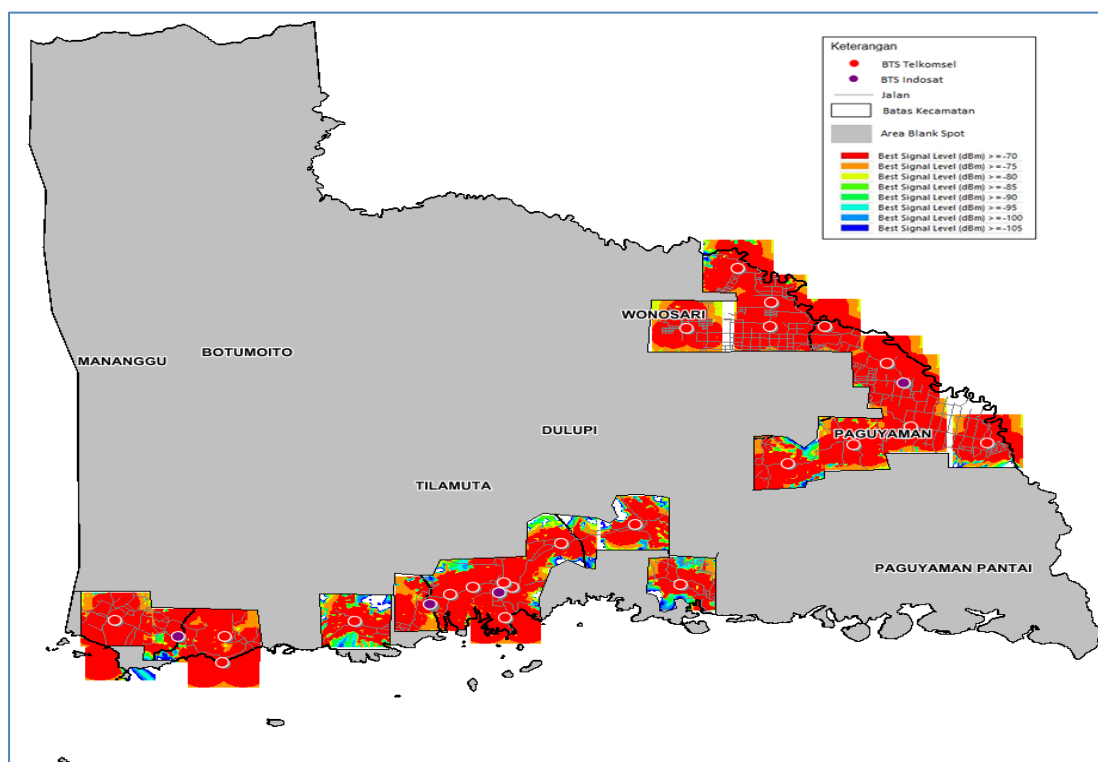 Keterangan
BTS Telkomsel
BTS Indosat
Jalan
Batas Kecamatan
Area Blank Spot
Best Signal Level (dBm) >=-70
Best Signal Level (dBm) >=-75
Best Signal Level (dBm) >=-80
Best Signal Level (dBm) >=-85
Best Signal Level (dBm) >=-90
Best Signal Level (dBm) >=-95
Best Signal Level (dBm) >=-100
Best Signal Level (dBm) >=-105
WONOSARI
MANANGGU
BOTUMOITO
DULUPI
PAGUYAMAN
TILAMUTA
PAGUYAMAN PANTAI